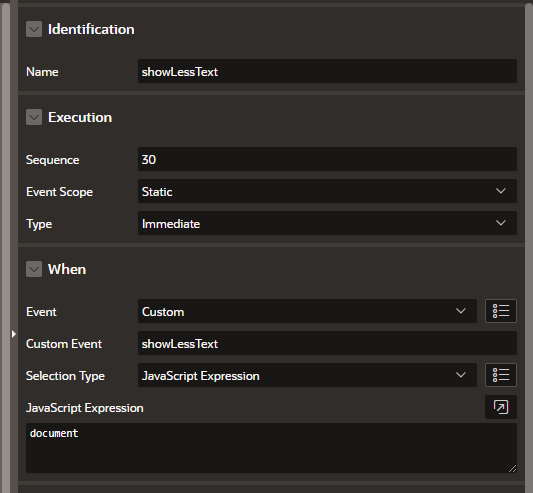 Identification
Name showLessText
Execution
Sequence 30
Event Scope Static
Type Immediate
When
Event Custom
Custom Event showLessText
Selection Type JavaScript Expression
JavaScript Expression
document